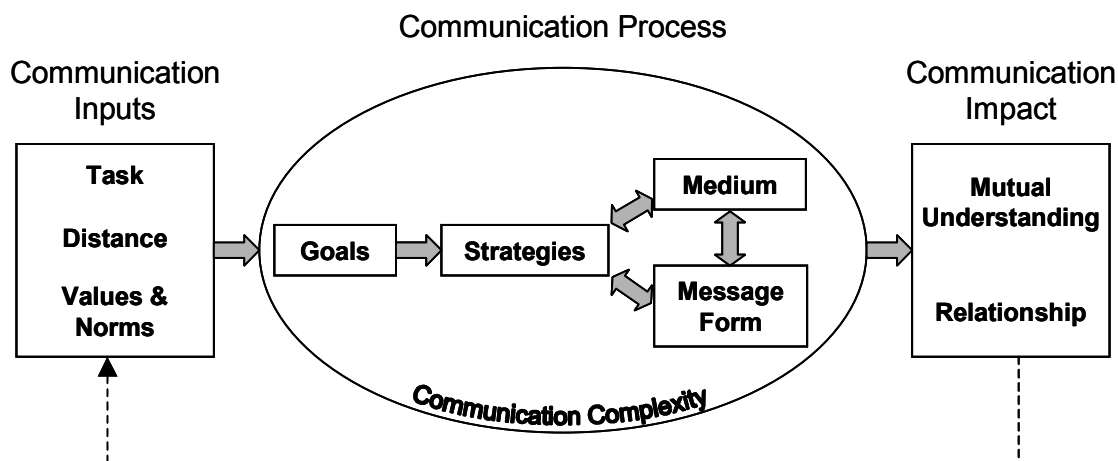 Communication Process
Communication
Inputs
Communication
Impact
Task
Distance
Values &
Norms
Goals
Strategies
Medium
Message
Form
Mutual
Understanding
Relationship
Communication Complexity